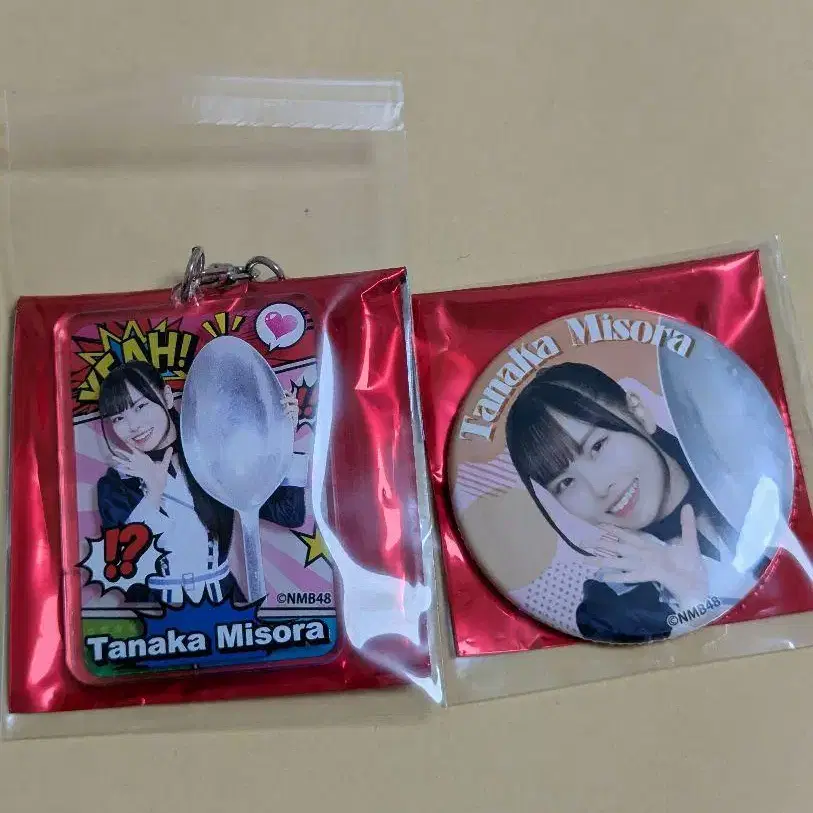 YEAH!
!!
!?
©NMB48
Tanaka Misora
Tanaka Misora
©NMB48